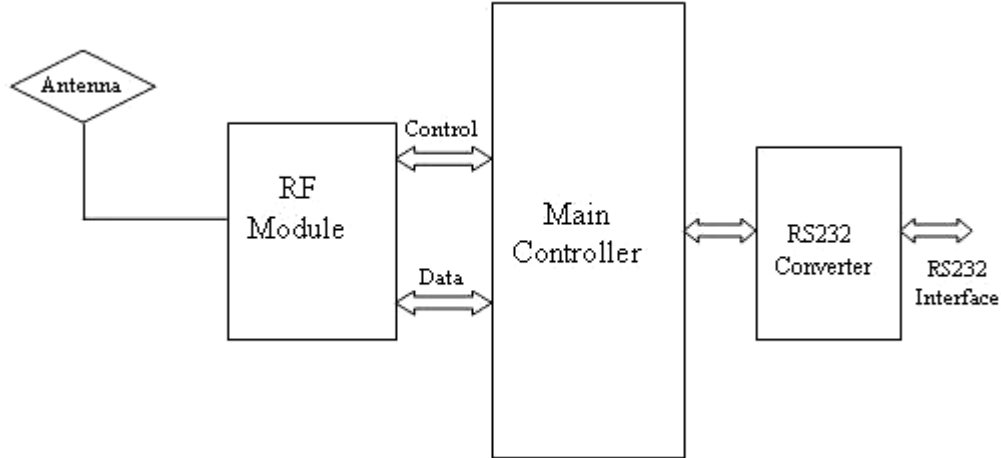 Antenna
RF
Module
Control
Data
Main
Controller
RS232
Converter
RS232
Interface